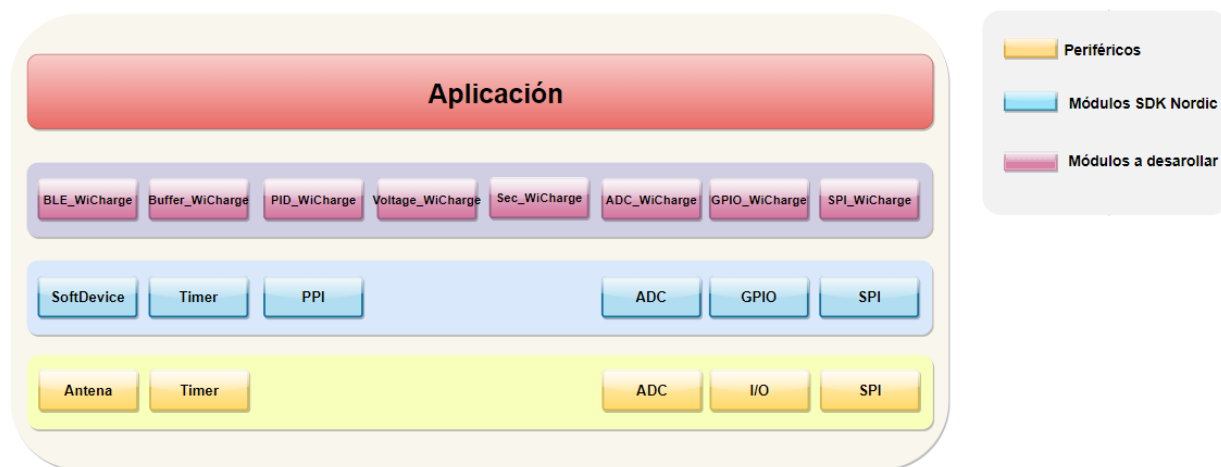 Aplicación
BLE_WiCharge Buffer_WiCharge PID_WiCharge Voltage_WiCharge Sec_WiCharge ADC_WiCharge GPIO_WiCharge SPI_WiCharge
SoftDevice Timer PPI ADC GPIO SPI
Antena Timer ADC I/O SPI
Periféricos
Módulos SDK Nordic
Módulos a desarollar